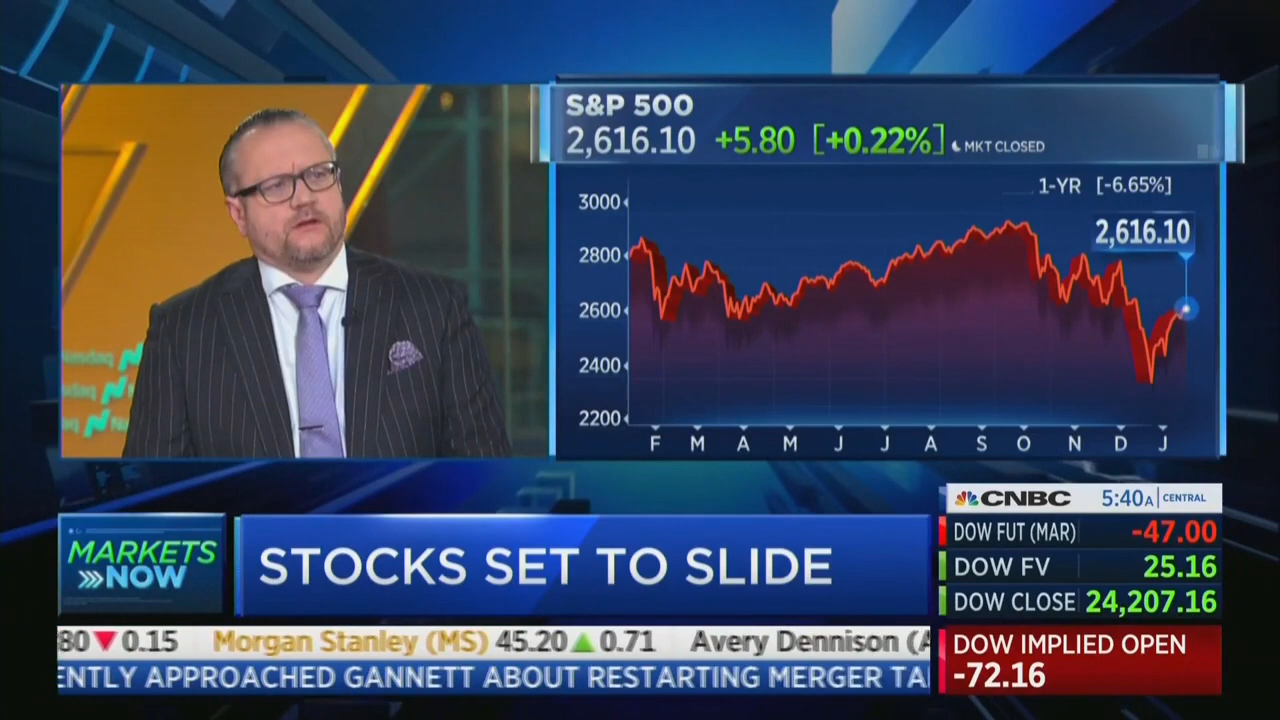 S&P 500
2,616.10 +5.80 [+0.22%] MKT CLOSED
1-YR [-6.65%]
2,616.10
3000
2800
2600
2400
2200
F M A M J J A S O N D J
Nasdaq
MARKETS
NOW
STOCKS SET TO SLIDE
CNBC 5:40A CENTRAL
DOW FUT (MAR) -47.00
DOW FV 25.16
DOW CLOSE 24,207.16
DOW IMPLIED OPEN
-72.16
80 ▼ 0.15 Morgan Stanley (MS) 45.20 ▲ 0.71 Avery Dennison (A
ENTLY APPROACHED GANNETT ABOUT RESTARTING MERGER TA